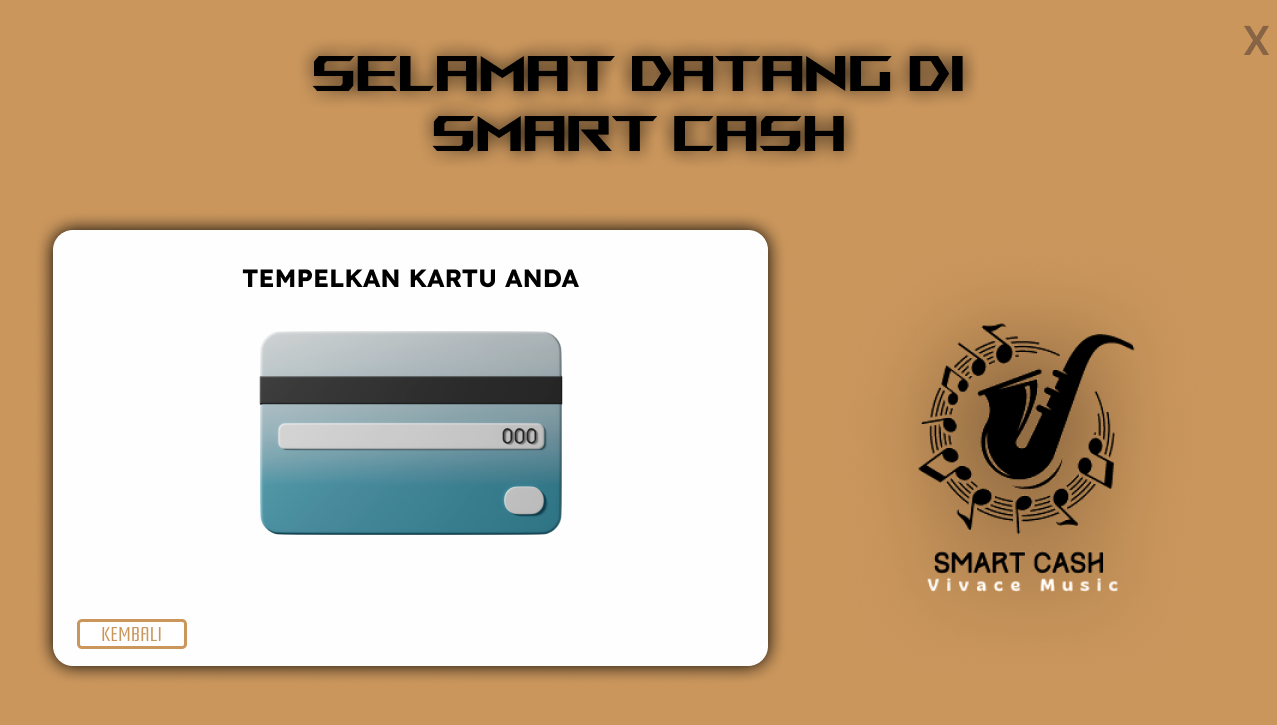 X
SELAMAT DATANG DI
SMART CASH
TEMPELKAN KARTU ANDA
000
KEMBALI
SMART CASH
Vivace Music